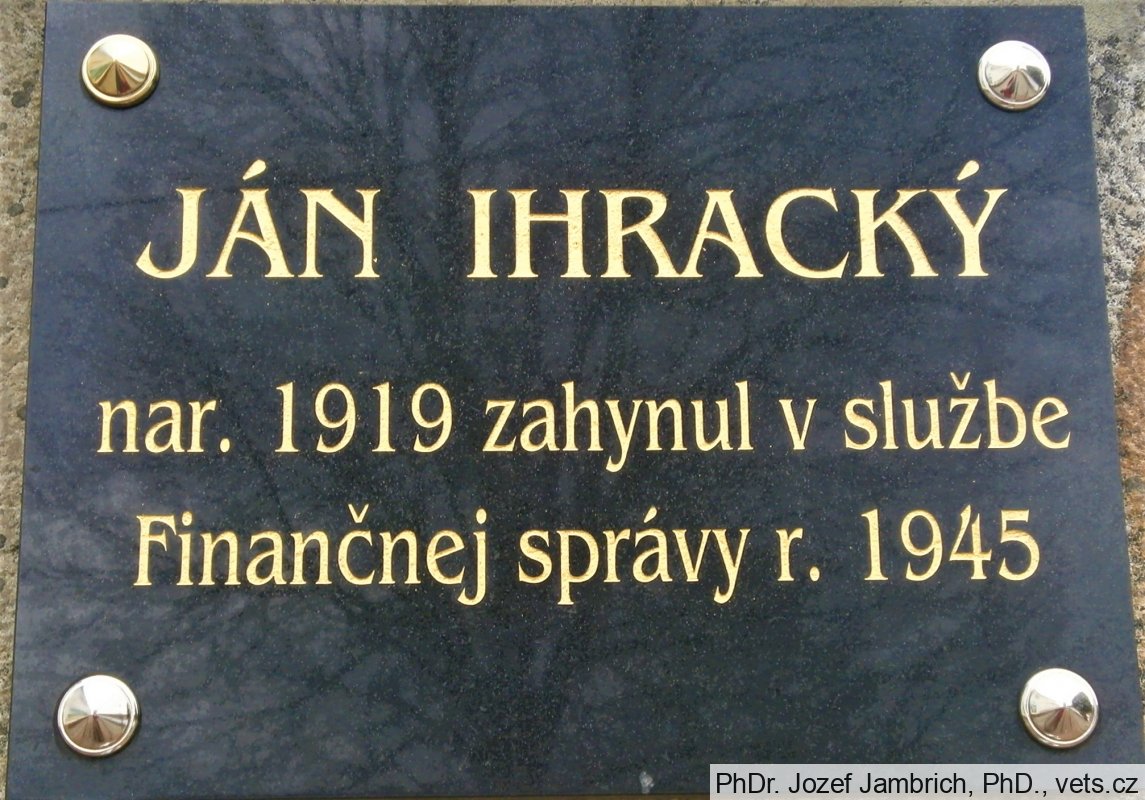 JÁN IHRACKÝ
nar. 1919 zahynul v službe
Finančnej správy r. 1945
PhDr. Jozef Jambrich, PhD., vets.cz